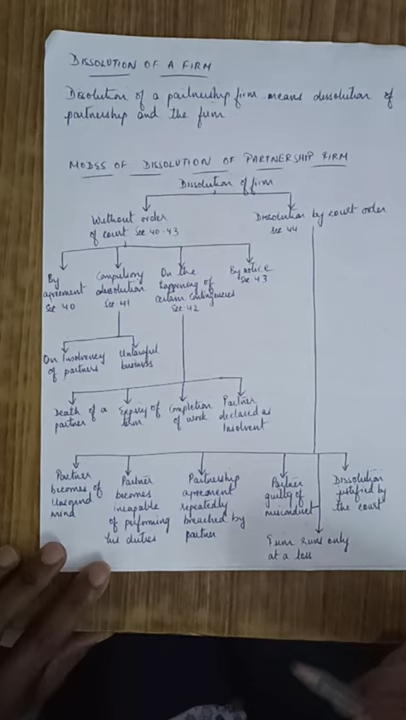 DISSOLUTION OF A FIRM
Dissolution of a partnership firm means dissolution of
partnership and the firm
MODES OF DISSOLUTION OF PARTNERSHIP FIRM
Dissolution of firm
Without order
of court Sec 40-43
Dissolution by court order
Sec 44
By
agreement
Sec 40
Compulsory
dissolution
Sec 41
On the
happening of
certain contingencies
Sec 42
By notice
Sec 43
On Insolvency
of partners
Unlawful
business
Death of a
partner
Expiry of
term
Completion
of work
Partner
declared as
Insolvent
Partner
becomes of
Unsound
mind
Partner
becomes
incapable
of performing
his duties
Partnership
agreement
repeatedly
breached by
partner
Partner
guilty of
misconduct
Dissolution
justified by
the court
Firm runs only
at a loss